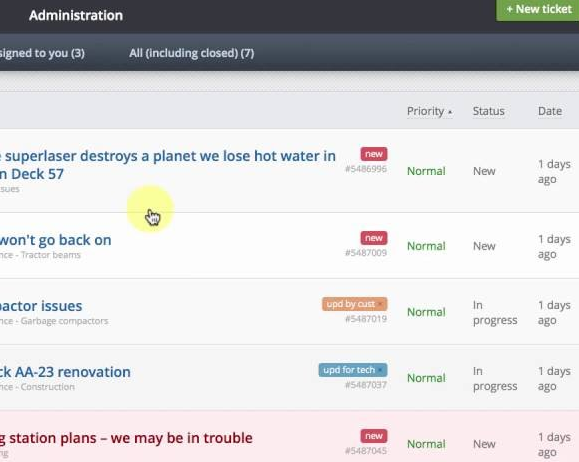 Administration
+ New ticket
signed to you (3)
All (including closed) (7)
Priority
Status
Date
superlaser destroys a planet we lose hot water in
n Deck 57
sues
new
#5486996
Normal
New
1 days
ago
won't go back on
nce - Tractor beams
new
#5487009
Normal
New
1 days
ago
pactor issues
nce - Garbage compactors
upd by cust ×
#5487019
Normal
In
progress
1 days
ago
ck AA-23 renovation
nce - Construction
upd for tech ×
#5487037
Normal
In
progress
1 days
ago
g station plans – we may be in trouble
ng
new
#5487045
Normal
New
1 days
ago